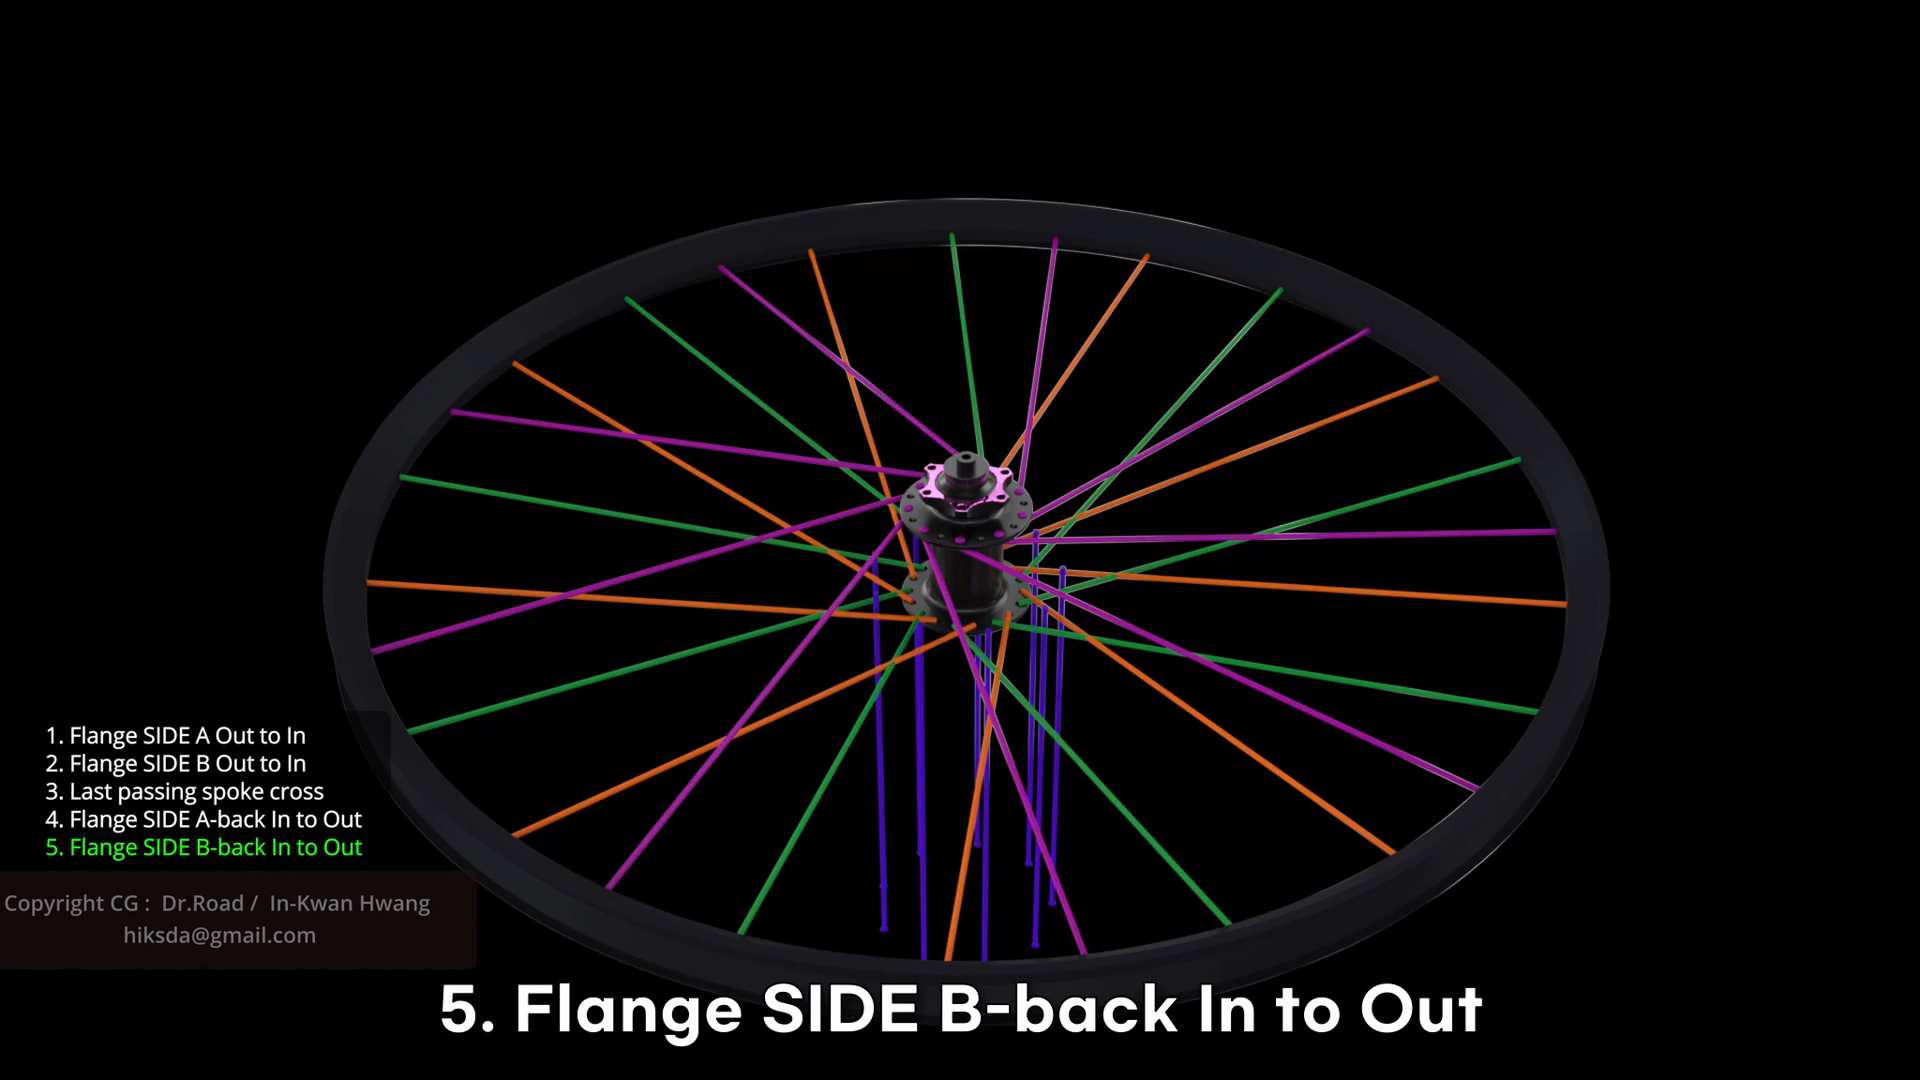 1. Flange SIDE A Out to In
2. Flange SIDE B Out to In
3. Last passing spoke cross
4. Flange SIDE A-back In to Out
5. Flange SIDE B-back In to Out
Copyright CG : Dr.Road / In-Kwan Hwang
hiksda@gmail.com
5. Flange SIDE B-back In to Out